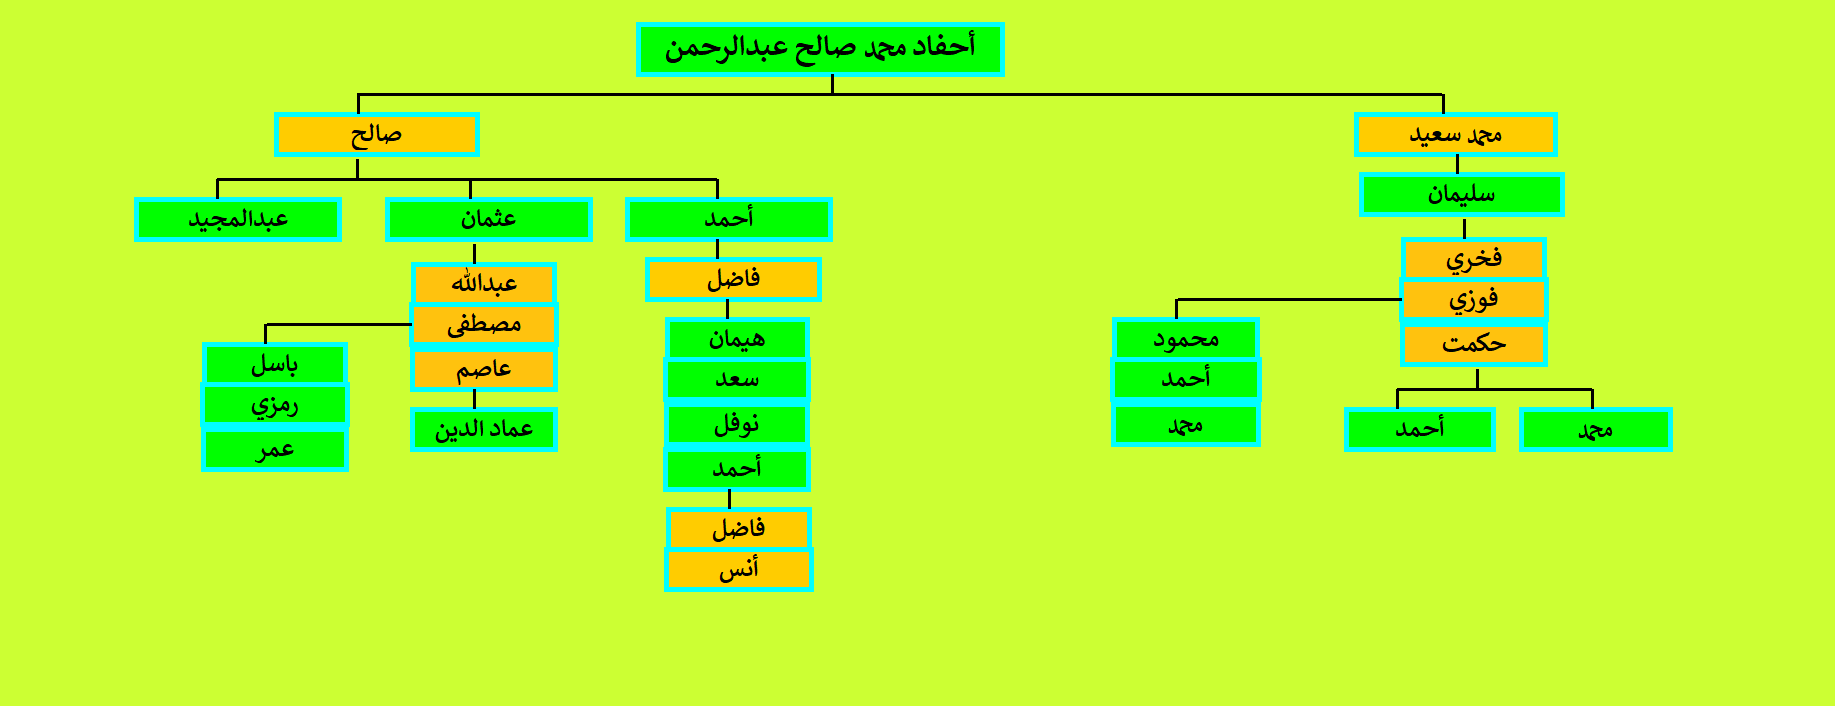 أحفاد محمد صالح عبدالرحمن
محمد سعيد
صالح
سليمان
أحمد
عثمان
عبدالمجيد
فخري
فوزي
حكمت
محمود
أحمد
محمد
محمد
أحمد
فاضل
هيمان
سعد
نوفل
أحمد
فاضل
أنس
عبدالله
مصطفى
عاصم
عماد الدين
باسل
رمزي
عمر